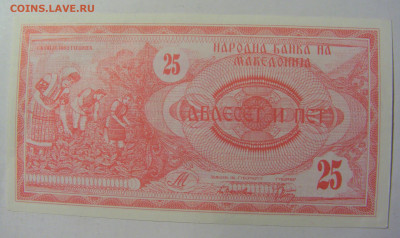 COINS.LAVE.RU
НАРОДНА БАНКА НА
МАКЕДОНИЈА
25
ДВАЕСЕТ И ПЕТ
25